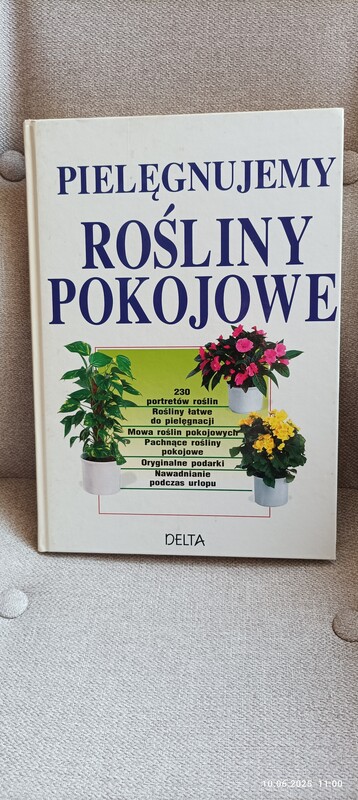 PIELĘGNUJEMY
ROŚLINY
POKOJOWE
230
portretów roślin
Rośliny łatwe
do pielęgnacji
Mowa roślin pokojowych
Pachnące rośliny
pokojowe
Oryginalne podarki
Nawadnianie
podczas urlopu
DELTA
10.06.2025 11:00